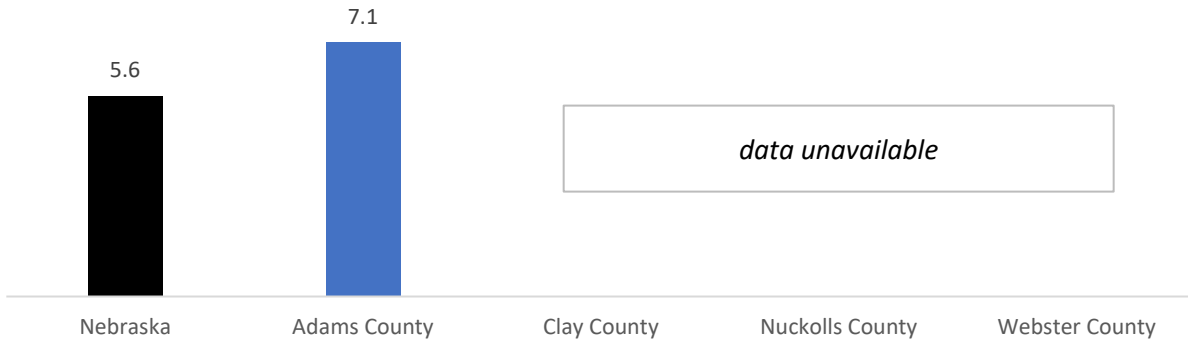 7.1
5.6
data unavailable
Nebraska Adams County Clay County Nuckolls County Webster County